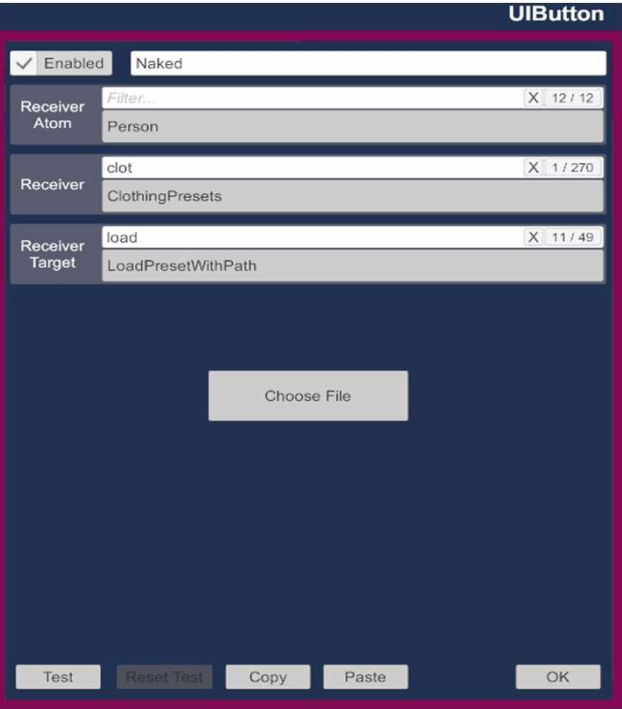 UIButton
Enabled
Naked
Receiver
Atom
Filter...
X 12 / 12
Person
Receiver
clot
X 1 / 270
ClothingPresets
Receiver
Target
load
X 11 / 49
LoadPresetWithPath
Choose File
Test
Reset Test
Copy
Paste
OK